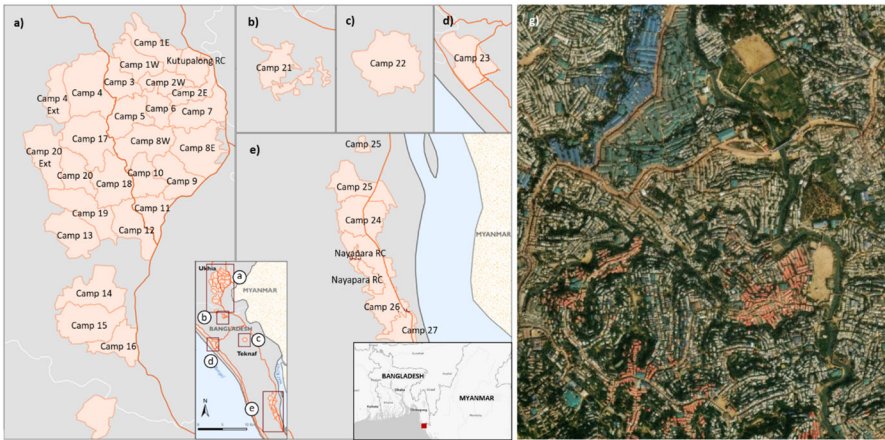 a)
Camp 1E
Camp 1W
Kutupalong RC
Camp 3
Camp 2W
Camp 4
Camp 2E
Camp 4
Ext
Camp 6
Camp 7
Camp 5
Camp 17
Camp 8W
Camp 8E
Camp 20
Ext
Camp 10
Camp 20
Camp 18
Camp 9
Camp 19
Camp 11
Camp 13
Camp 12
Camp 14
Camp 15
Camp 16
b)
Camp 21
c)
Camp 22
d)
Camp 23
e)
Camp 25
Camp 25
Camp 24
Nayapara RC
Nayapara RC
Camp 26
Camp 27
MYANMAR
Ukhia
a
MYANMAR
b
BANGLADESH
c
d
Teknaf
e
N
BANGLADESH
Dhaka
MYANMAR
g)